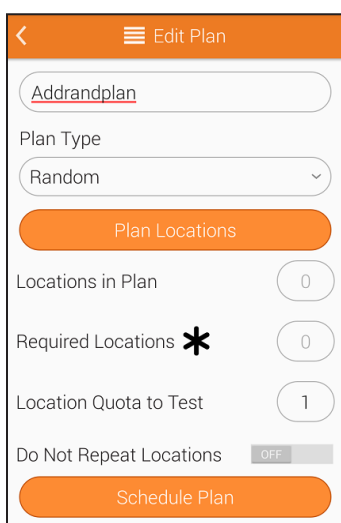 Edit Plan
Addrandplan
Plan Type
Random
Plan Locations
Locations in Plan 0
Required Locations * 0
Location Quota to Test 1
Do Not Repeat Locations OFF
Schedule Plan